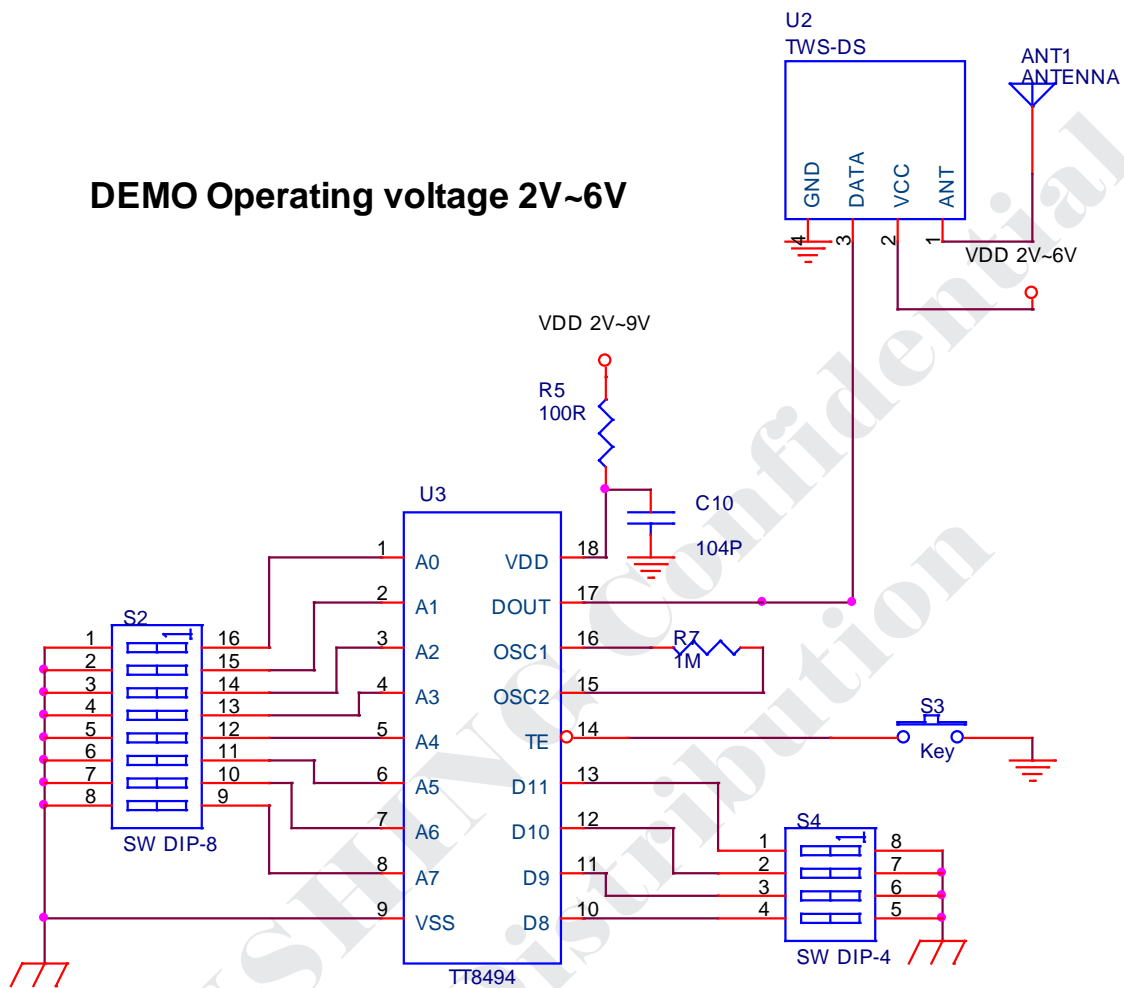 U2
TWS-DS
ANT1
ANTENNA
GND
DATA
VCC
ANT
4
3
2
1
DEMO Operating voltage 2V~6V
VDD 2V~6V
VDD 2V~9V
R5
100R
C10
104P
U3
1
A0
VDD
18
2
A1
DOUT
17
3
A2
OSC1
16
4
A3
OSC2
15
5
A4
TE
14
6
A5
D11
13
7
A6
D10
12
8
A7
D9
11
9
VSS
D8
10
TT8494
R7
1M
S3
Key
S2
1
1
16
2
15
3
14
4
13
5
12
6
11
7
10
8
9
SW DIP-8
S4
1
1
8
2
7
3
6
4
5
SW DIP-4
Confidential